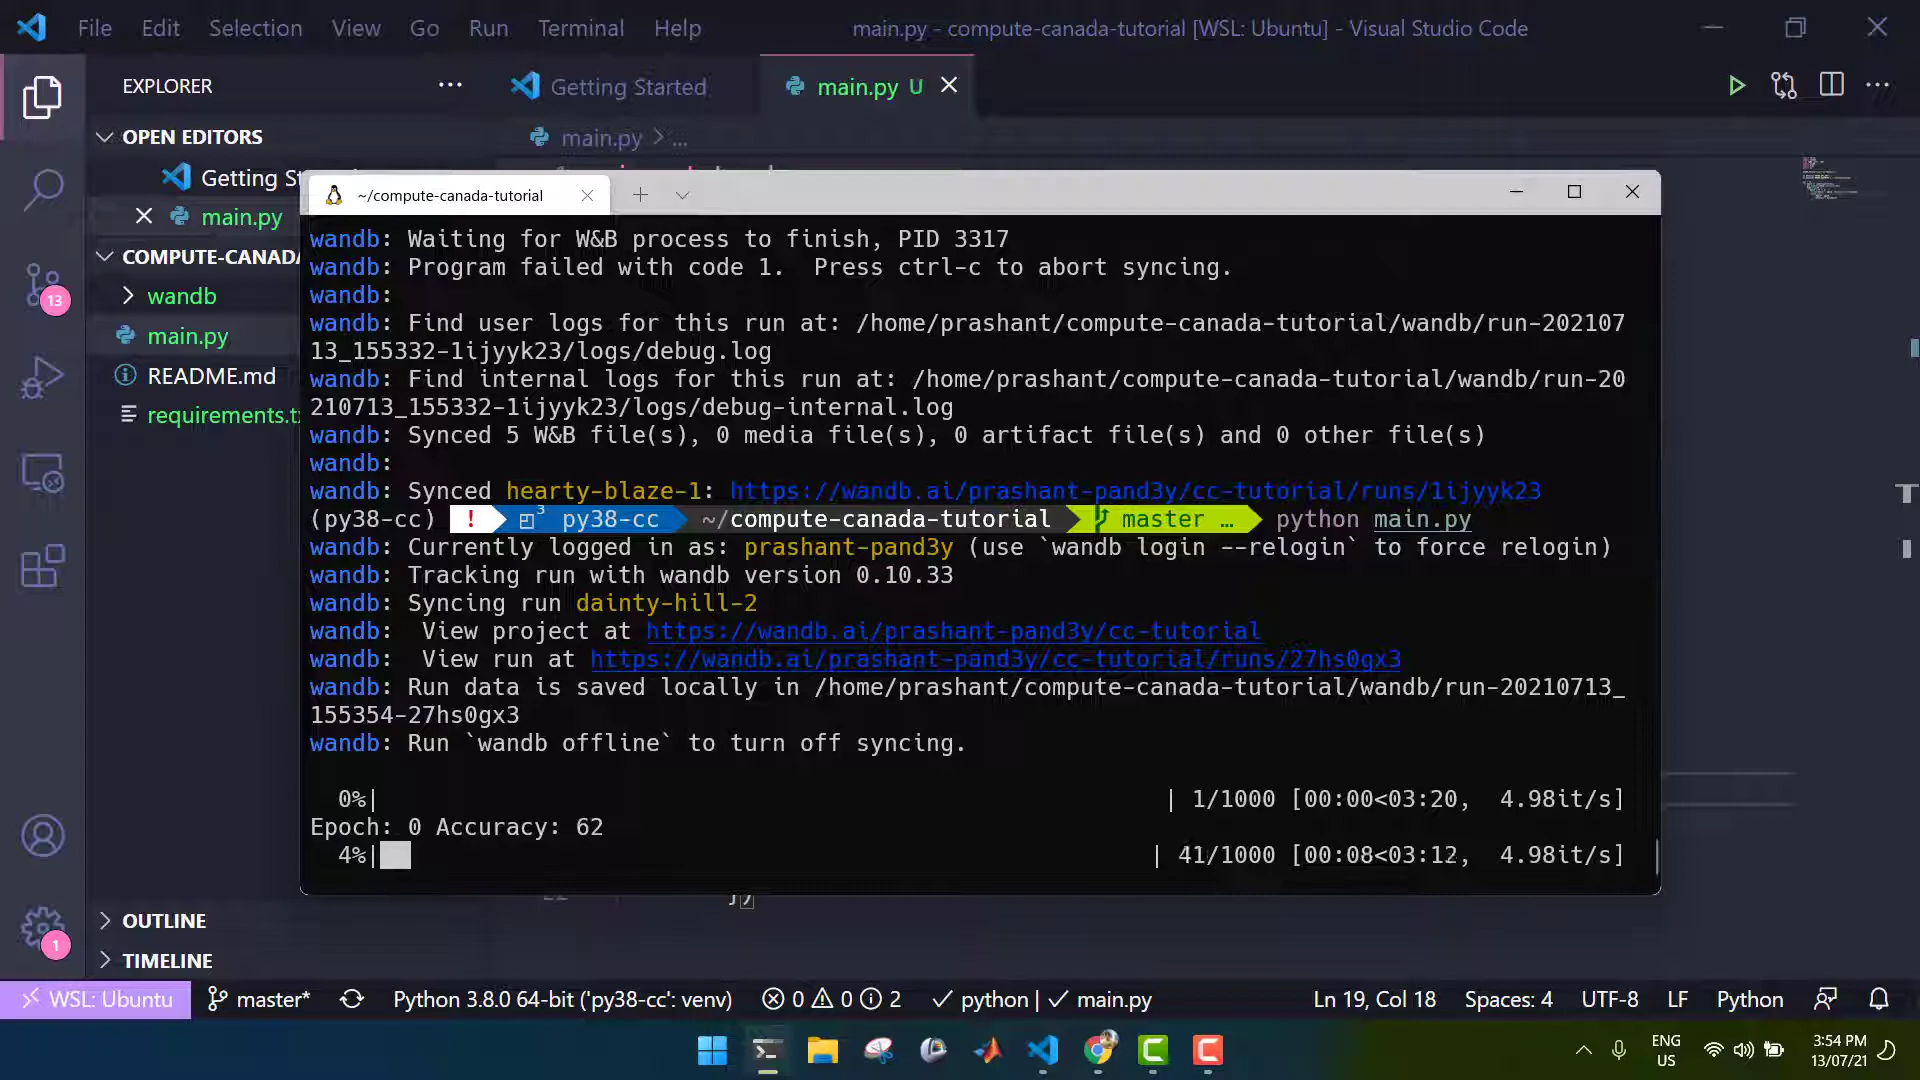 File Edit Selection View Go Run Terminal Help
main.py - compute-canada-tutorial [WSL: Ubuntu] - Visual Studio Code
EXPLORER
Getting Started
main.py U
OPEN EDITORS
main.py > ...
Getting St
main.py
COMPUTE-CANADA
wandb
main.py
README.md
requirements.t
13
1
OUTLINE
TIMELINE
~/compute-canada-tutorial
wandb: Waiting for W&B process to finish, PID 3317
wandb: Program failed with code 1.  Press ctrl-c to abort syncing.
wandb:
wandb: Find user logs for this run at: /home/prashant/compute-canada-tutorial/wandb/run-202107
13_155332-1ijyyk23/logs/debug.log
wandb: Find internal logs for this run at: /home/prashant/compute-canada-tutorial/wandb/run-20
210713_155332-1ijyyk23/logs/debug-internal.log
wandb: Synced 5 W&B file(s), 0 media file(s), 0 artifact file(s) and 0 other file(s)
wandb:
wandb: Synced hearty-blaze-1: https://wandb.ai/prashant-pand3y/cc-tutorial/runs/1ijyyk23
(py38-cc) ! 3 py38-cc ~/compute-canada-tutorial master … python main.py
wandb: Currently logged in as: prashant-pand3y (use `wandb login --relogin` to force relogin)
wandb: Tracking run with wandb version 0.10.33
wandb: Syncing run dainty-hill-2
wandb:  View project at https://wandb.ai/prashant-pand3y/cc-tutorial
wandb:  View run at https://wandb.ai/prashant-pand3y/cc-tutorial/runs/27hs0gx3
wandb: Run data is saved locally in /home/prashant/compute-canada-tutorial/wandb/run-20210713_
155354-27hs0gx3
wandb: Run `wandb offline` to turn off syncing.
0%| | 1/1000 [00:00<03:20,  4.98it/s]
Epoch: 0 Accuracy: 62
4%| | 41/1000 [00:08<03:12,  4.98it/s]
WSL: Ubuntu master* Python 3.8.0 64-bit ('py38-cc': venv) 0 0 2 python | main.py Ln 19, Col 18 Spaces: 4 UTF-8 LF Python
ENG
US
3:54 PM
13/07/21